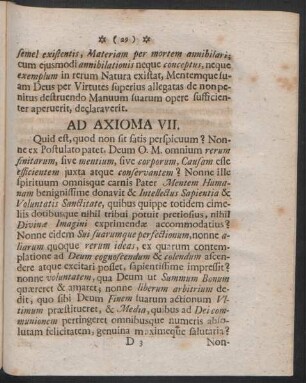 ✡ ( 29 ) ✡
semel existentis, Materiam per mortem annihilari;
cum ejusmodi annihilationis neque conceptus, neque
exemplum in rerum Natura existat, Mentemque su-
am Deus per Virtutes superius allegatas de non pe-
nitus destruendo Manuum suarum opere sufficien-
ter aperuerit, declaraverit.
AD AXIOMA VII.
Quid est, quod non sit satis perspicuum? Non-
ne ex Postulato patet, Deum O. M. omnium rerum
finitarum, sive mentium, sive corporum, Causam esse
efficientem juxta atque conservantem? Nonne ille
spirituum Omnisque carnis Pater Mentem Huma-
nam benignissime donavit & Intellectus Sapientia &
Voluntatis Sanctitate, quibus quippe totidem cime-
liis doribusque nihil tribui potuit pretiosius, nihil
Divinæ Imagini exprimendæ accommodatius?
Nonne eidem Sui suarumque perfectionum, nonne a-
liarum quoque rerum ideas, ex quarum contem-
platione ad Deum cognoscendum & colendum ascen-
dere atque excitari posset, sapientissime impressit?
nonne voluntatem, qua Deum ut Summum Bonum
quæreret & amaret; nonne liberum arbitrium de-
dit, quo sibi Deum Finem suarum actionum Vl-
timum præstitueret, & Media, quibus ad Dei com-
munionem pertingeret omnibusque numeris abso-
lutam felicitatem, genuina maximeque salutaria?
D 3
Non-